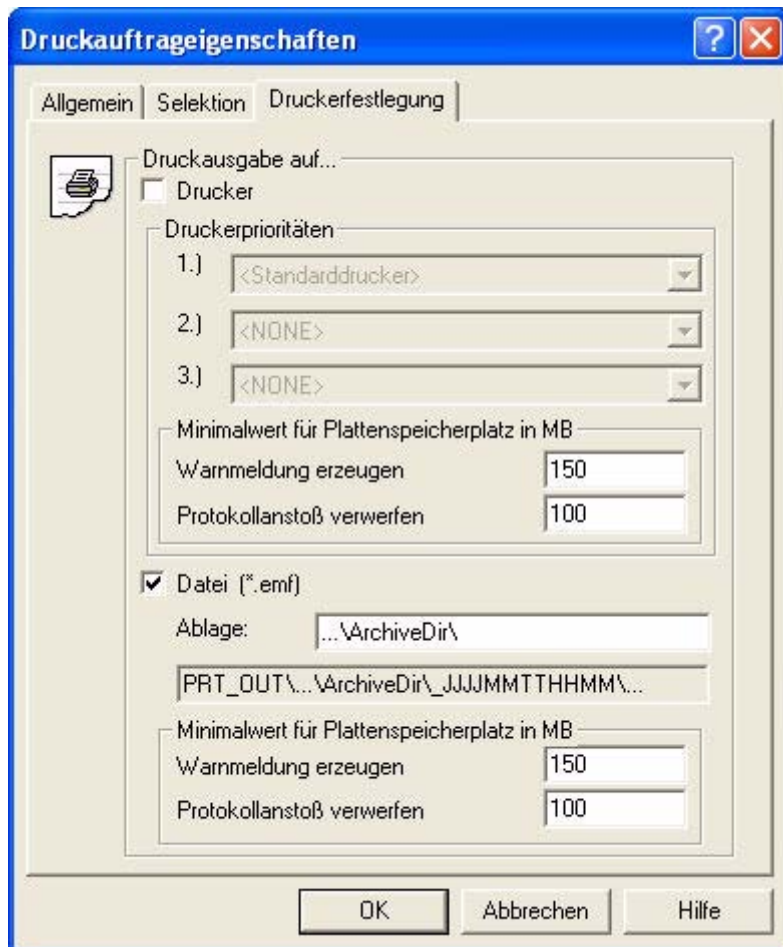 Druckauftrageigenschaften
Allgemein Selektion Druckerfestlegung
Druckausgabe auf...
Drucker
Druckerprioritäten
1.) <Standarddrucker>
2.) <NONE>
3.) <NONE>
Minimalwert für Plattenspeicherplatz in MB
Warnmeldung erzeugen 150
Protokollanstoß verwerfen 100
Datei (*.emf)
Ablage: ...\ArchiveDir\
PRT_OUT\...\ArchiveDir\_JJJJMMTTHHMM\...
Minimalwert für Plattenspeicherplatz in MB
Warnmeldung erzeugen 150
Protokollanstoß verwerfen 100
OK Abbrechen Hilfe